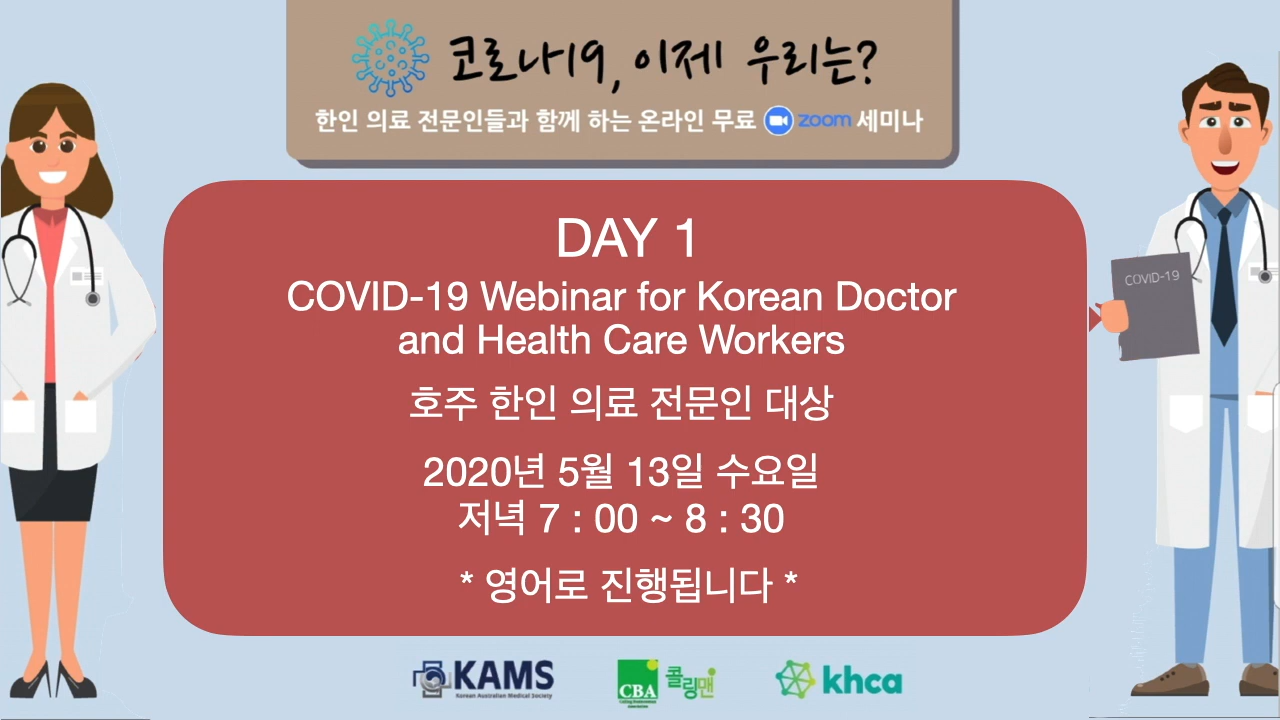 코로나19, 이제 우리는?
한인 의료 전문인들과 함께 하는 온라인 무료 zoom 세미나
DAY 1
COVID-19 Webinar for Korean Doctor
and Health Care Workers
호주 한인 의료 전문인 대상
2020년 5월 13일 수요일
저녁 7 : 00 ~ 8 : 30
* 영어로 진행됩니다 *
COVID-19
KAMS
Korean Australian Medical Society
CBA
콜링맨
khca